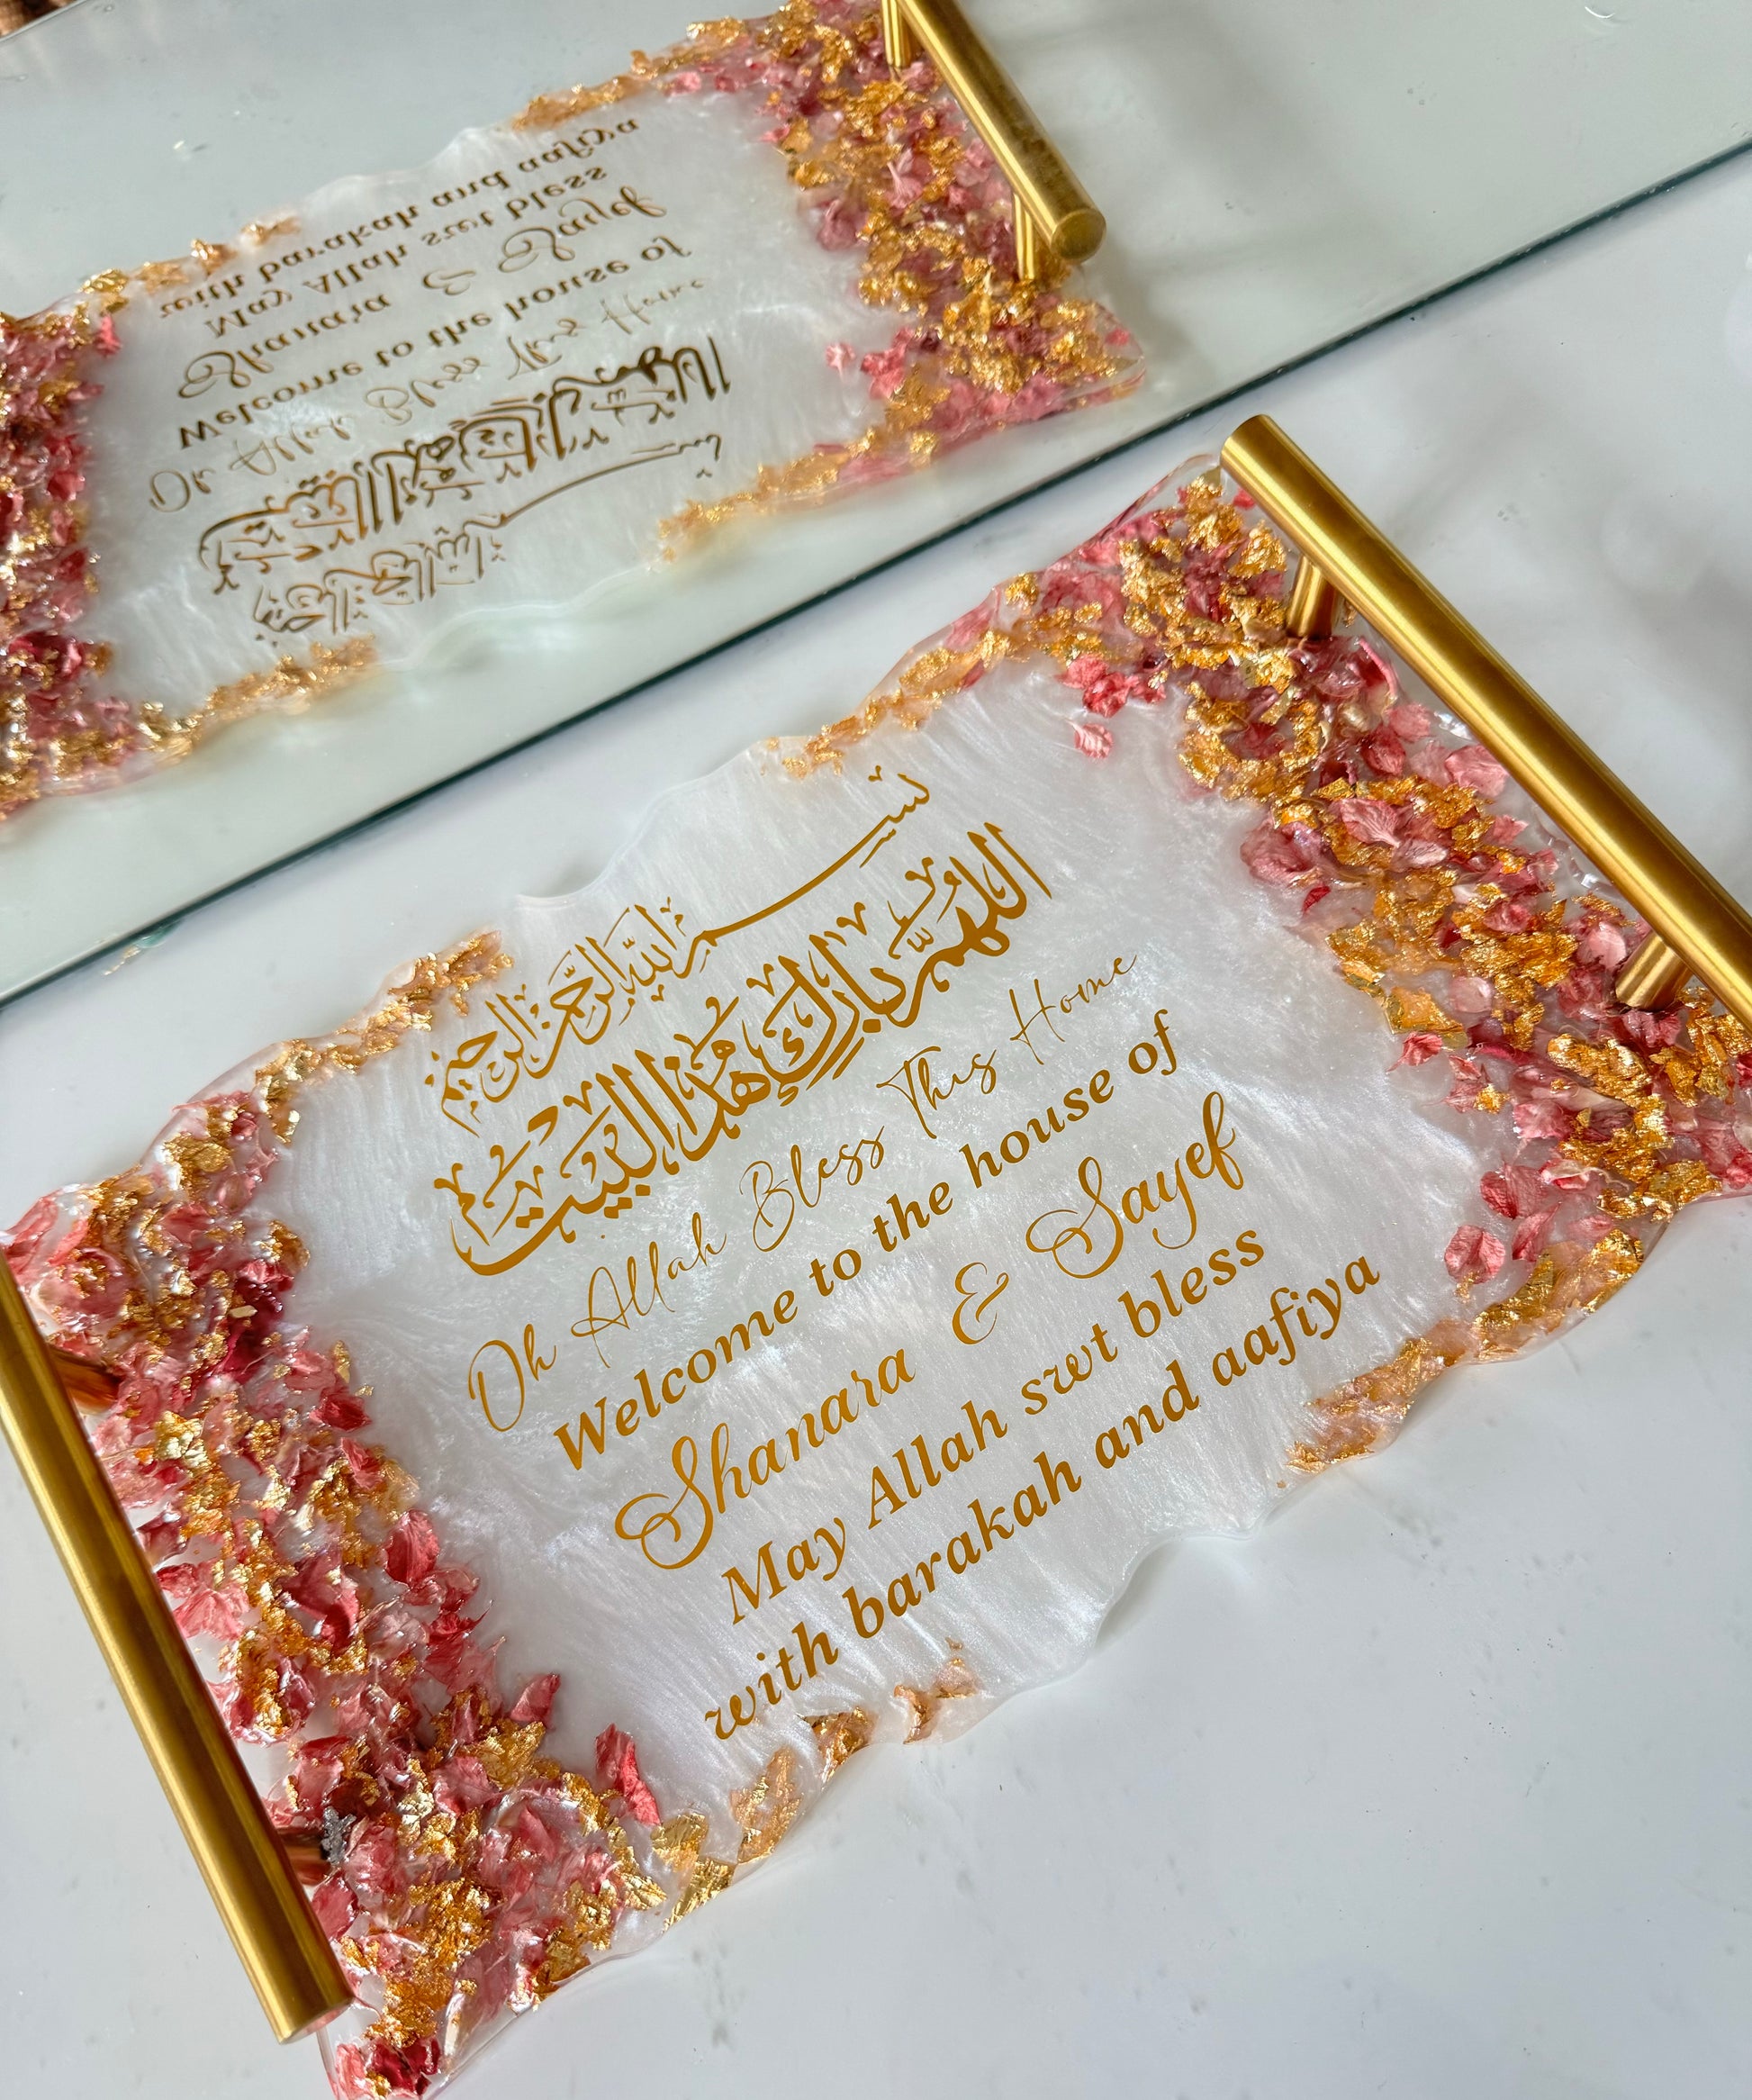 بسم الله الرحمن الرحيم
اللهم بارك هذا البيت
Oh Allah Bless This Home
Welcome to the house of
Shanara & Sayef
May Allah swt bless
with barakah and aafiya